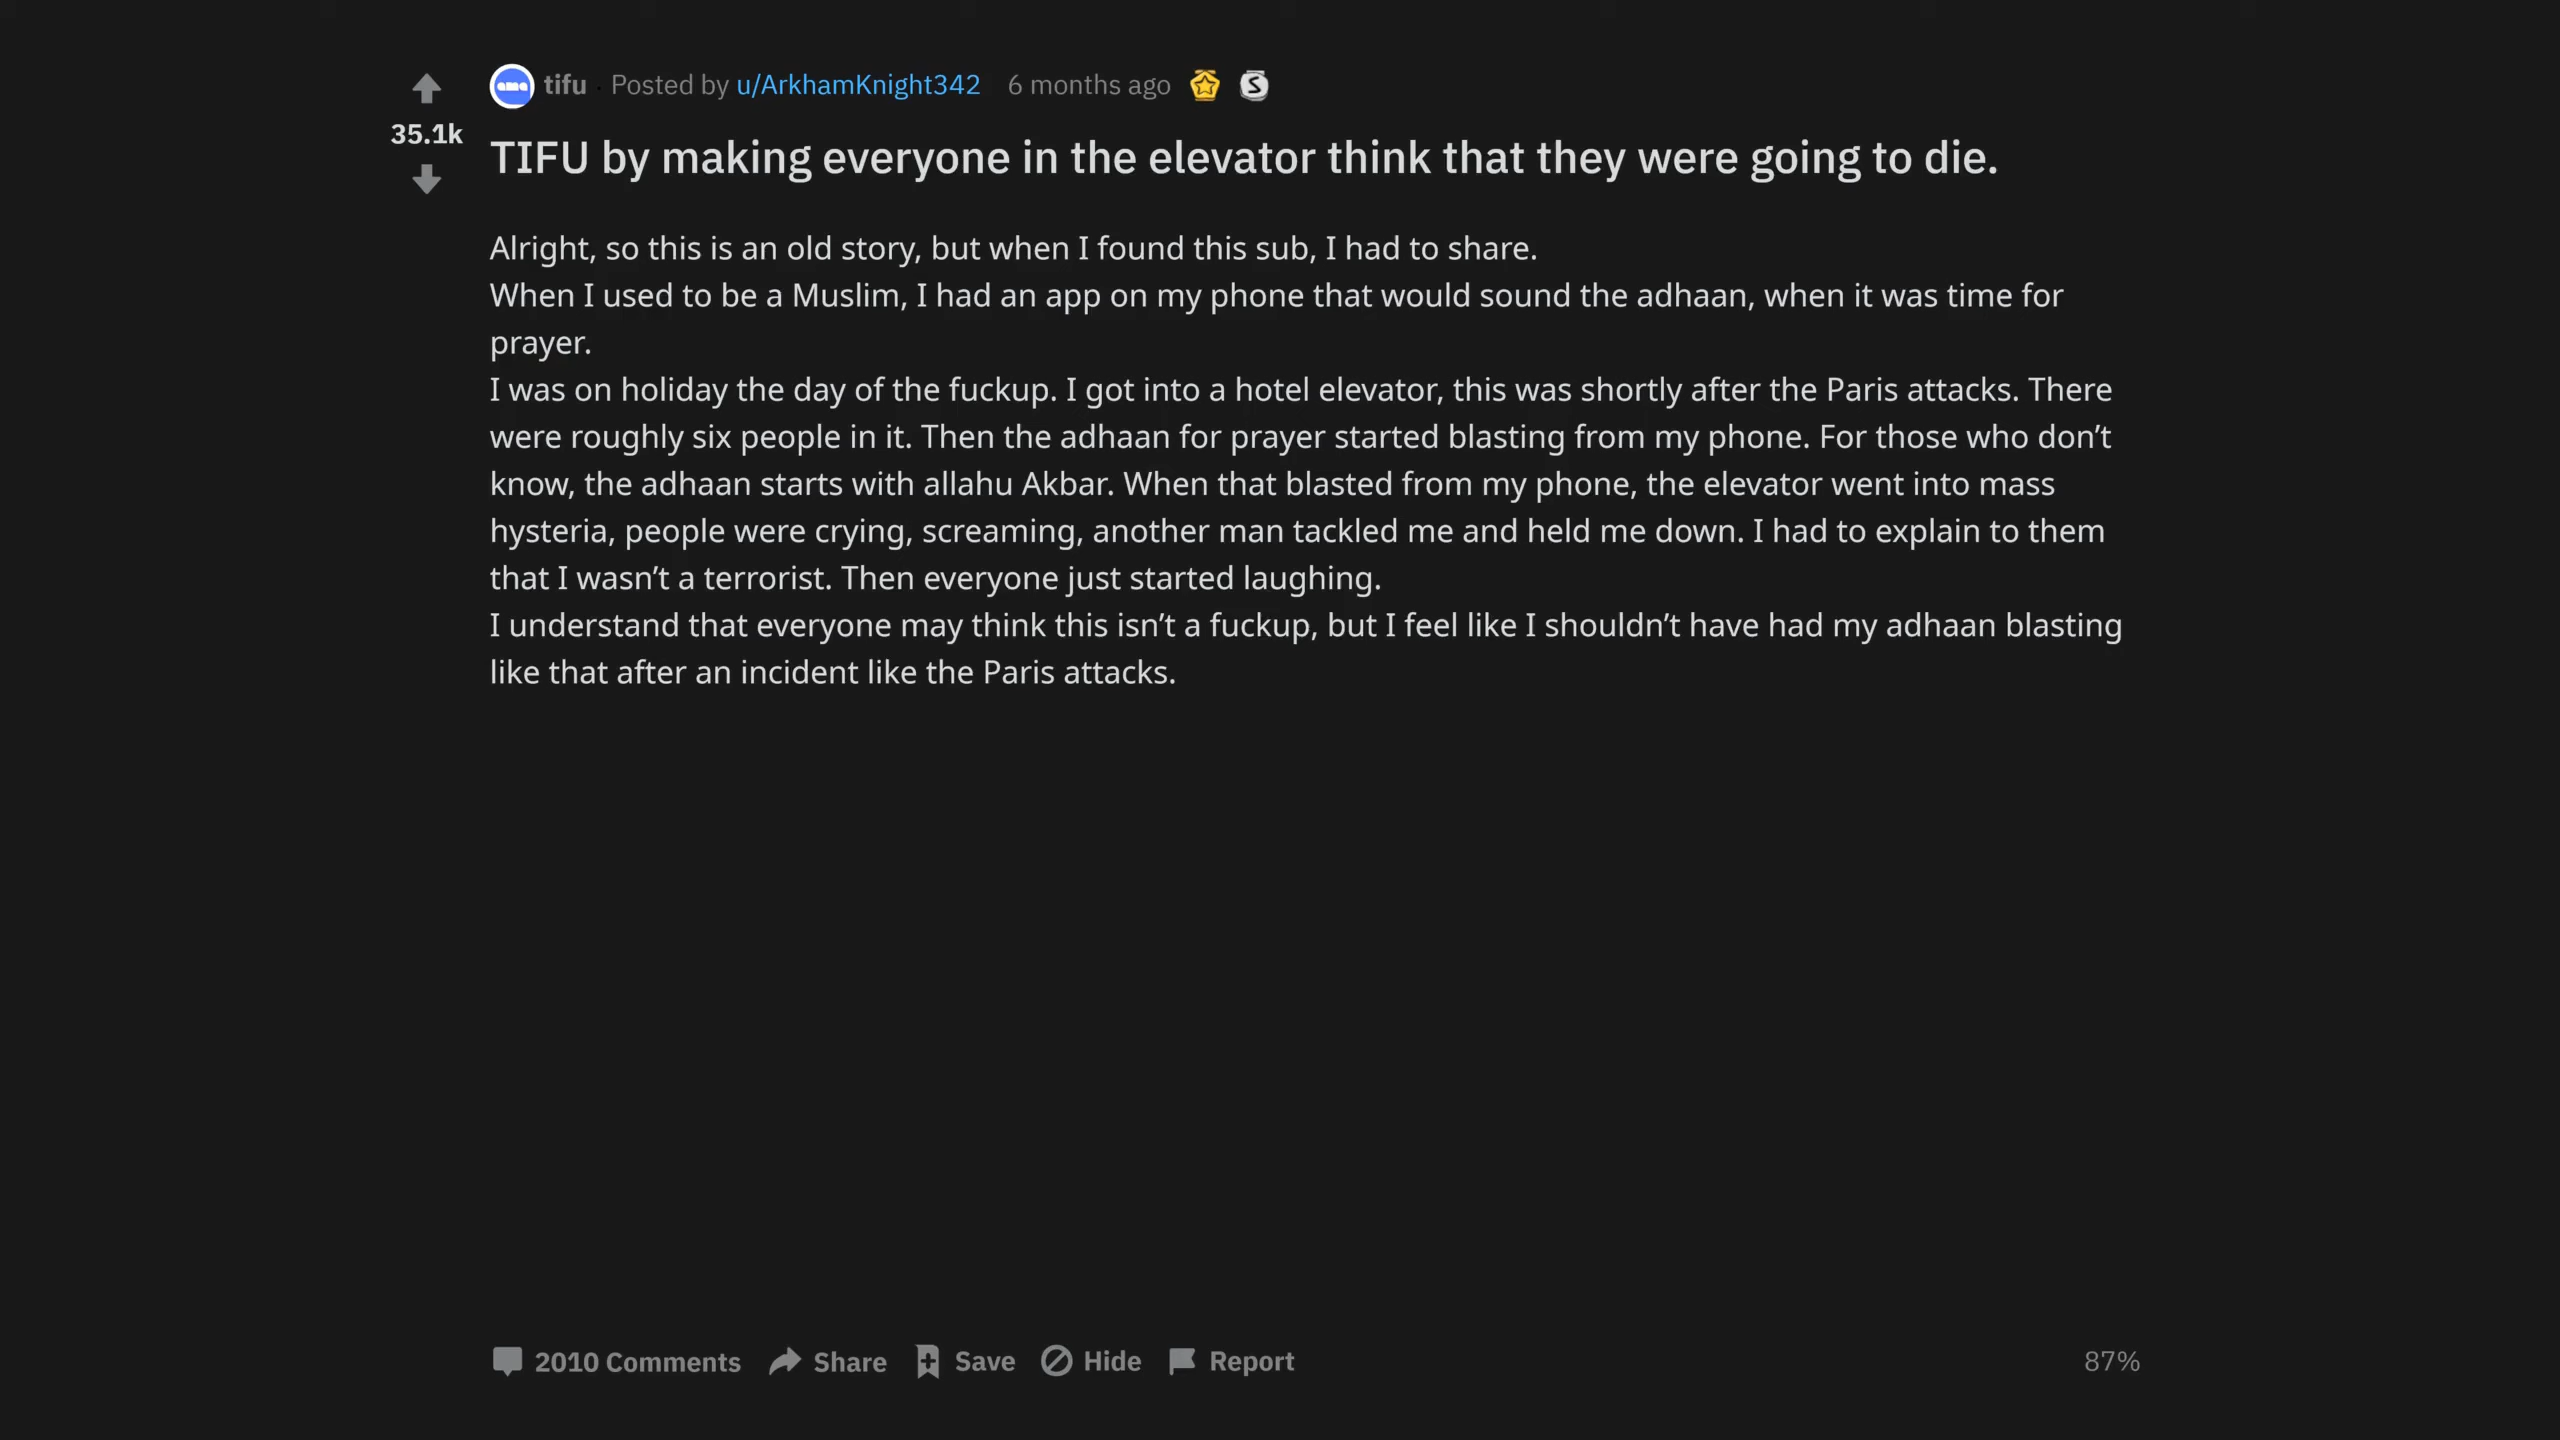 tifu · Posted by u/ArkhamKnight342 6 months ago
35.1k
TIFU by making everyone in the elevator think that they were going to die.
Alright, so this is an old story, but when I found this sub, I had to share.
When I used to be a Muslim, I had an app on my phone that would sound the adhaan, when it was time for
prayer.
I was on holiday the day of the fuckup. I got into a hotel elevator, this was shortly after the Paris attacks. There
were roughly six people in it. Then the adhaan for prayer started blasting from my phone. For those who don’t
know, the adhaan starts with allahu Akbar. When that blasted from my phone, the elevator went into mass
hysteria, people were crying, screaming, another man tackled me and held me down. I had to explain to them
that I wasn’t a terrorist. Then everyone just started laughing.
I understand that everyone may think this isn’t a fuckup, but I feel like I shouldn’t have had my adhaan blasting
like that after an incident like the Paris attacks.
2010 Comments Share Save Hide Report 87%